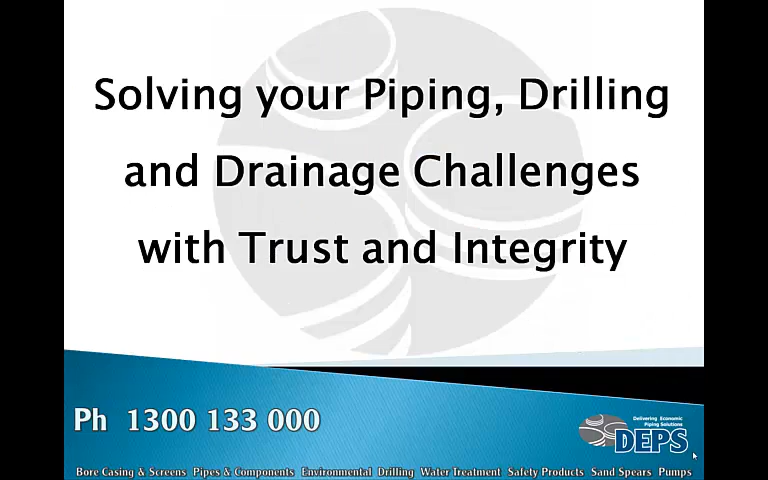 Solving your Piping, Drilling
and Drainage Challenges
with Trust and Integrity
Ph 1300 133 000
Delivering Economic
Piping Solutions
DEPS
Bore Casing & Screens Pipes & Components Environmental Drilling Water Treatment Safety Products Sand Spears Pumps